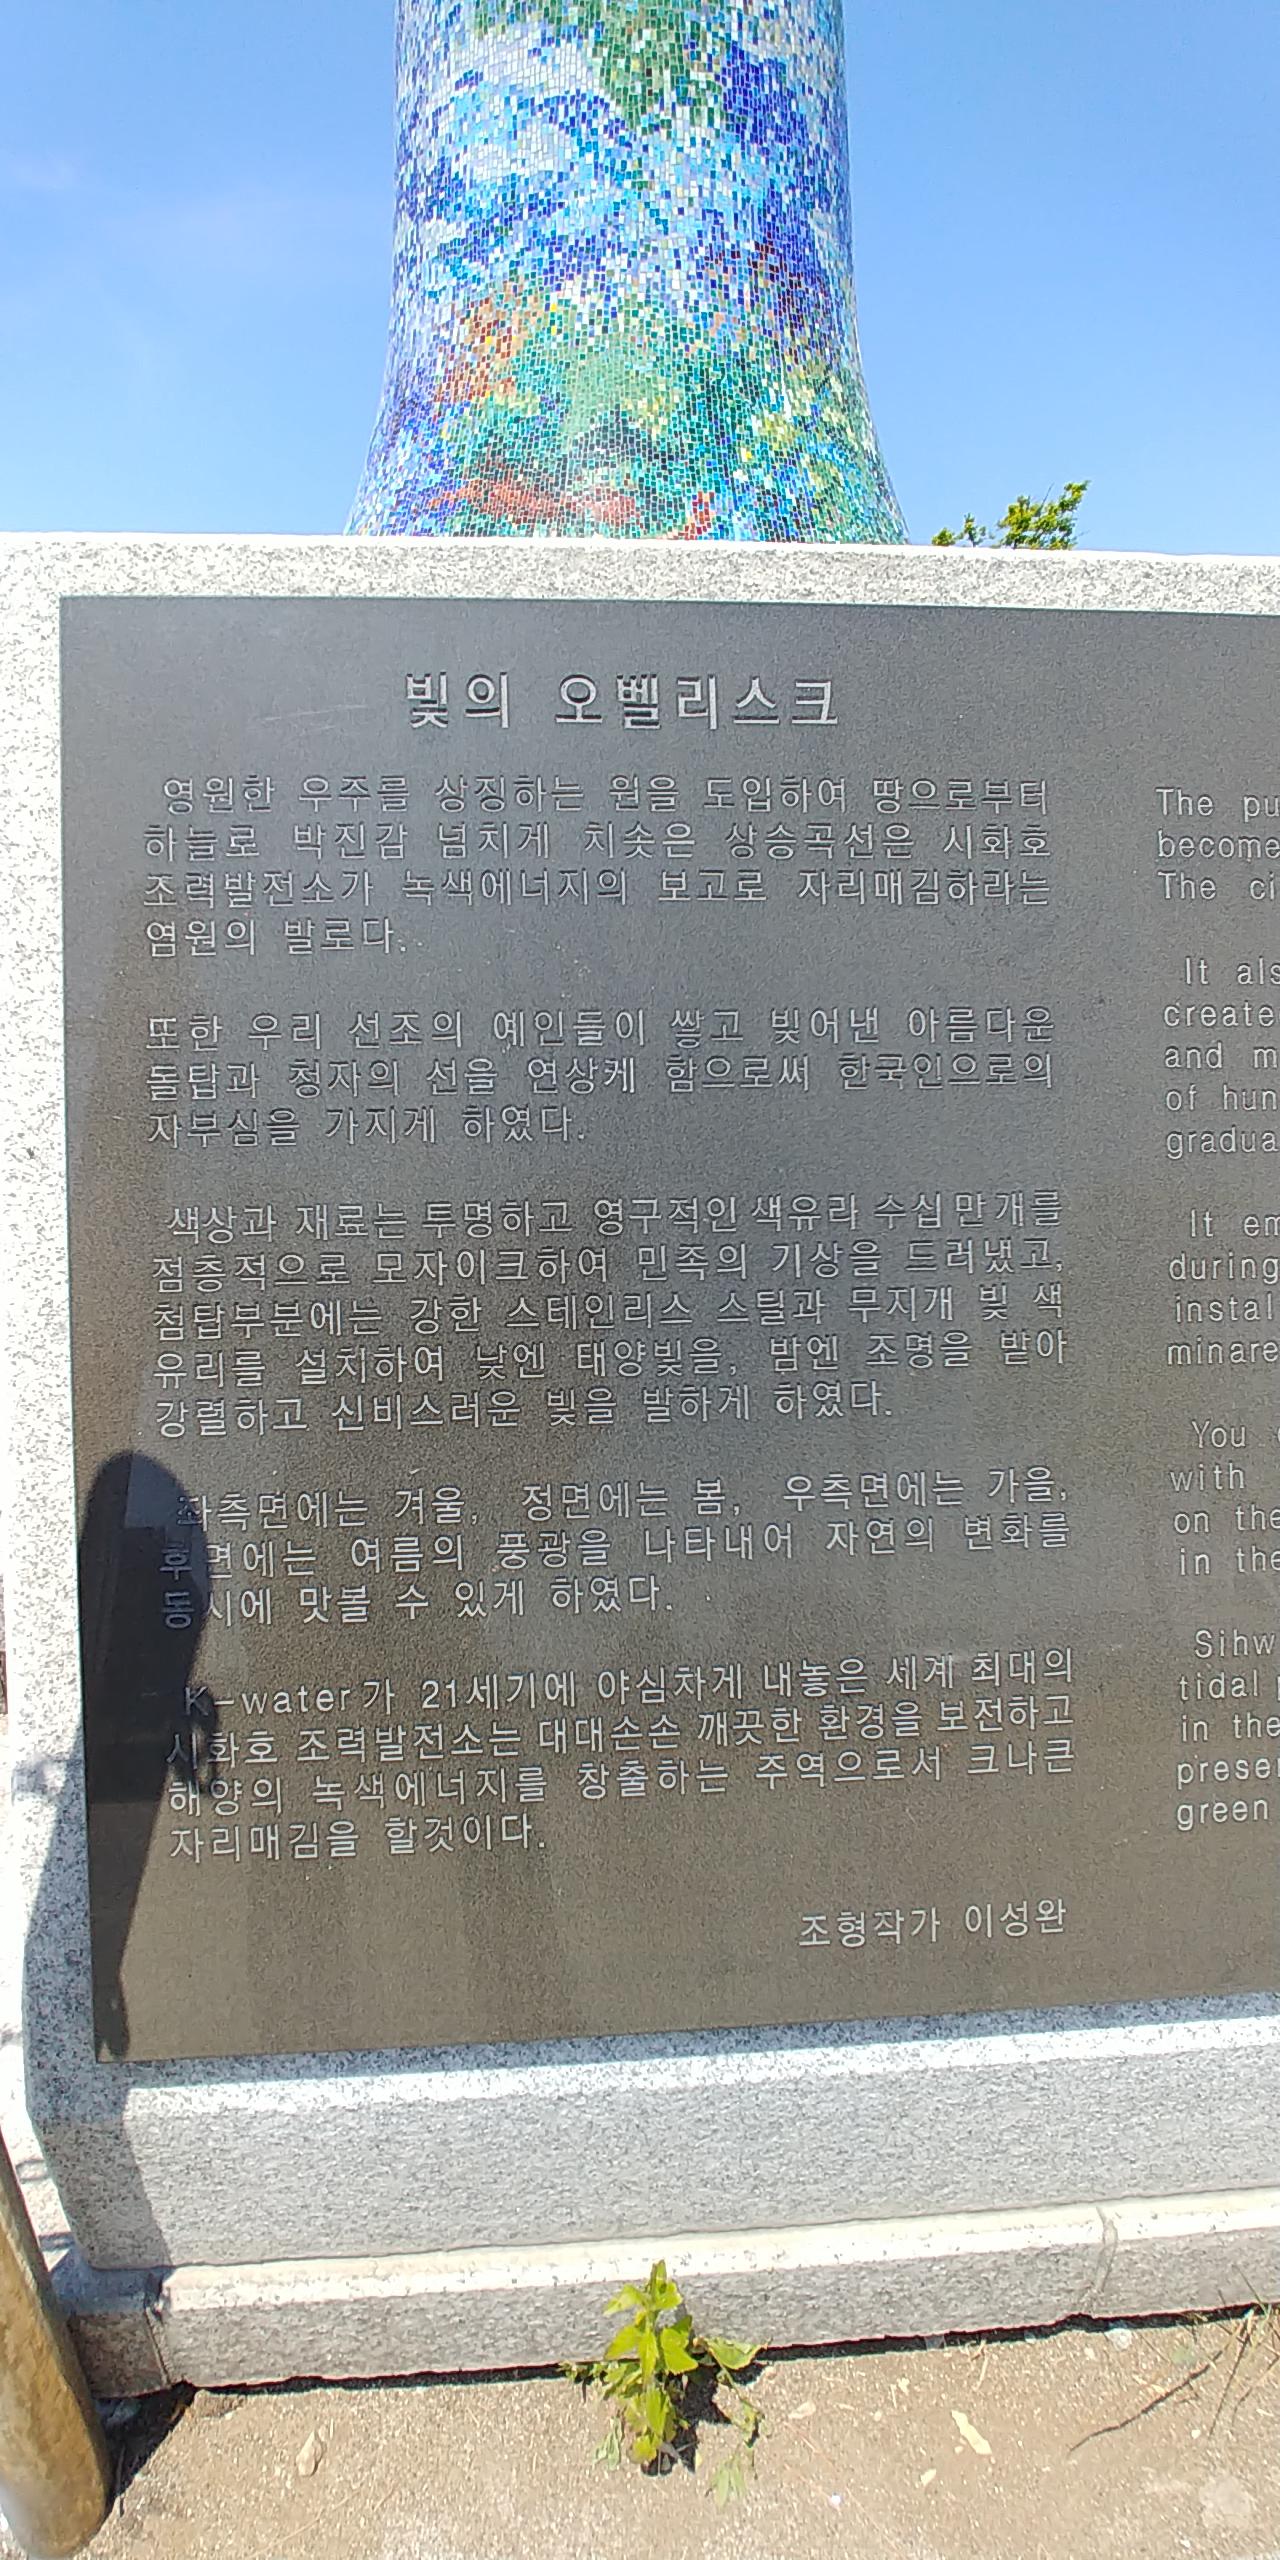 빛의 오벨리스크
영원한 우주를 상징하는 원을 도입하여 땅으로부터
하늘로 박진감 넘치게 치솟은 상승곡선은 시화호
조력발전소가 녹색에너지의 보고로 자리매김하라는
염원의 발로다.
또한 우리 선조의 예인들이 쌓고 빚어낸 아름다운
돌탑과 청자의 선을 연상케 함으로써 한국인으로의
자부심을 가지게 하였다.
색상과 재료는 투명하고 영구적인 색유라 수십만개를
점층적으로 모자이크하여 민족의 기상을 드러냈고,
첨탑부분에는 강한 스테인리스 스틸과 무지개 빛 색
유리를 설치하여 낮엔 태양빛을, 밤엔 조명을 받아
강렬하고 신비스러운 빛을 발하게 하였다.
좌측면에는 겨울, 정면에는 봄, 우측면에는 가을,
후면에는 여름의 풍광을 나타내어 자연의 변화를
동시에 맛볼 수 있게 하였다.
K-water가 21세기에 야심차게 내놓은 세계 최대의
시화호 조력발전소는 대대손손 깨끗한 환경을 보전하고
해양의 녹색에너지를 창출하는 주역으로서 크나큰
자리매김을 할것이다.
조형작가 이성완
The pu
become
The ci
It als
create
and m
of hun
gradua
It em
during
instal
minare
You
with
on the
in the
Sihw
tidal
in the
prese
green